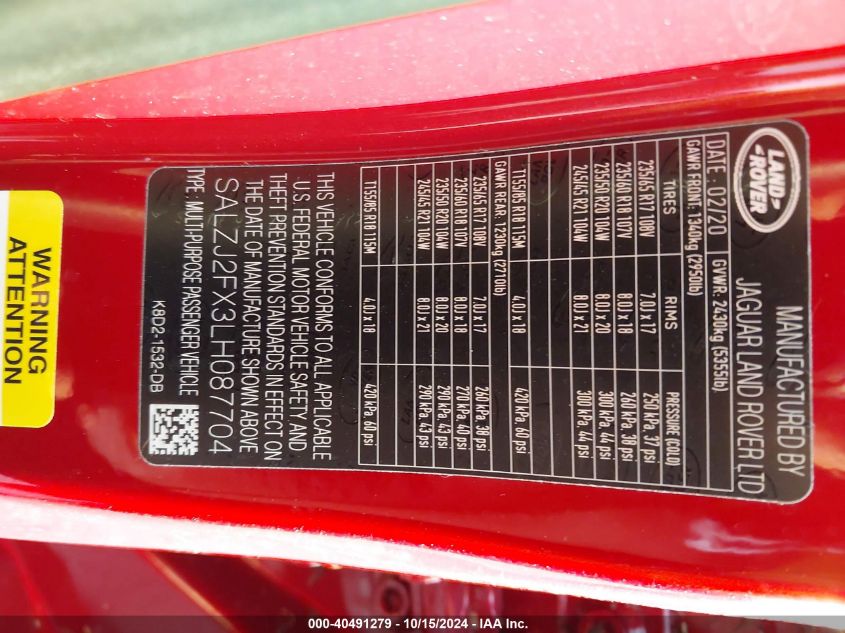 LAND
ROVER
MANUFACTURED BY
JAGUAR LAND ROVER LTD
DATE: 02/20 GVWR: 2430kg (5355lb).
GAWR FRONT: 1340kg (2950lb)
TIRES RIMS PRESSURE (COLD)
235/65 R17 108V 7.0J x 17 250 kPa, 37 psi
235/60 R18 107V 8.0J x 18 260 kPa, 38 psi
235/50 R20 104W 8.0J x 20 300 kPa, 44 psi
245/45 R21 104W 8.0J x 21 300 kPa, 44 psi
T155/85 R18 115M 4.0J x 18 420 kPa, 60 psi
GAWR REAR: 1230kg (2710lb)
235/65 R17 108V 7.0J x 17 260 kPa, 38 psi
235/60 R18 107V 8.0J x 18 270 kPa, 40 psi
235/50 R20 104W 8.0J x 20 290 kPa, 43 psi
245/45 R21 104W 8.0J x 21 290 kPa, 43 psi
T155/85 R18 115M 4.0J x 18 420 kPa, 60 psi
THIS VEHICLE CONFORMS TO ALL APPLICABLE
U.S. FEDERAL MOTOR VEHICLE SAFETY AND
THEFT PREVENTION STANDARDS IN EFFECT ON
THE DATE OF MANUFACTURE SHOWN ABOVE
SALZJ2FX3LH087704
TYPE: MULTI-PURPOSE PASSENGER VEHICLE
K8D2-1532-DB
WARNING
ATTENTION
000-40491279 - 10/15/2024 - IAA Inc.